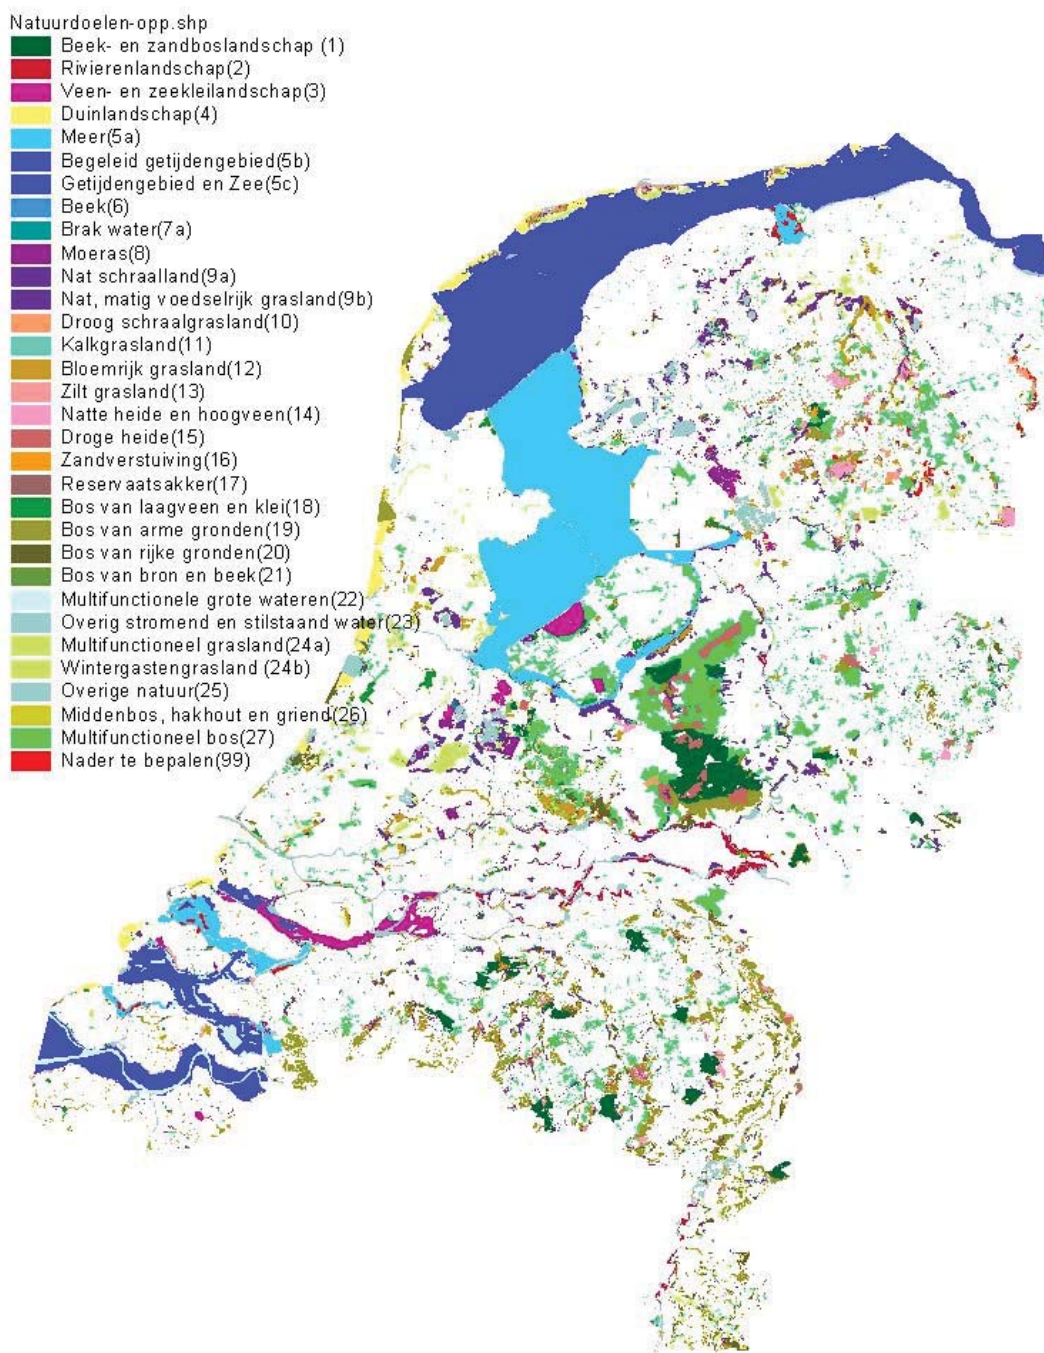 Natuurdoelen-opp.shp
Beek- en zandboslandschap (1)
Rivierenlandschap(2)
Veen- en zeekleilandschap(3)
Duinlandschap(4)
Meer(5a)
Begeleid getijdengebied(5b)
Getijdengebied en Zee(5c)
Beek(6)
Brak water(7a)
Moeras(8)
Nat schraalland(9a)
Nat, matig voedselrijk grasland(9b)
Droog schraalgrasland(10)
Kalkgrasland(11)
Bloemrijk grasland(12)
Zilt grasland(13)
Natte heide en hoogveen(14)
Droge heide(15)
Zandverstuiving(16)
Reservaatsakker(17)
Bos van laagveen en klei(18)
Bos van arme gronden(19)
Bos van rijke gronden(20)
Bos van bron en beek(21)
Multifunctionele grote wateren(22)
Overig stromend en stilstaand water(23)
Multifunctioneel grasland(24a)
Wintergastengrasland (24b)
Overige natuur(25)
Middenbos, hakhout en griend(26)
Multifunctioneel bos(27)
Nader te bepalen(99)